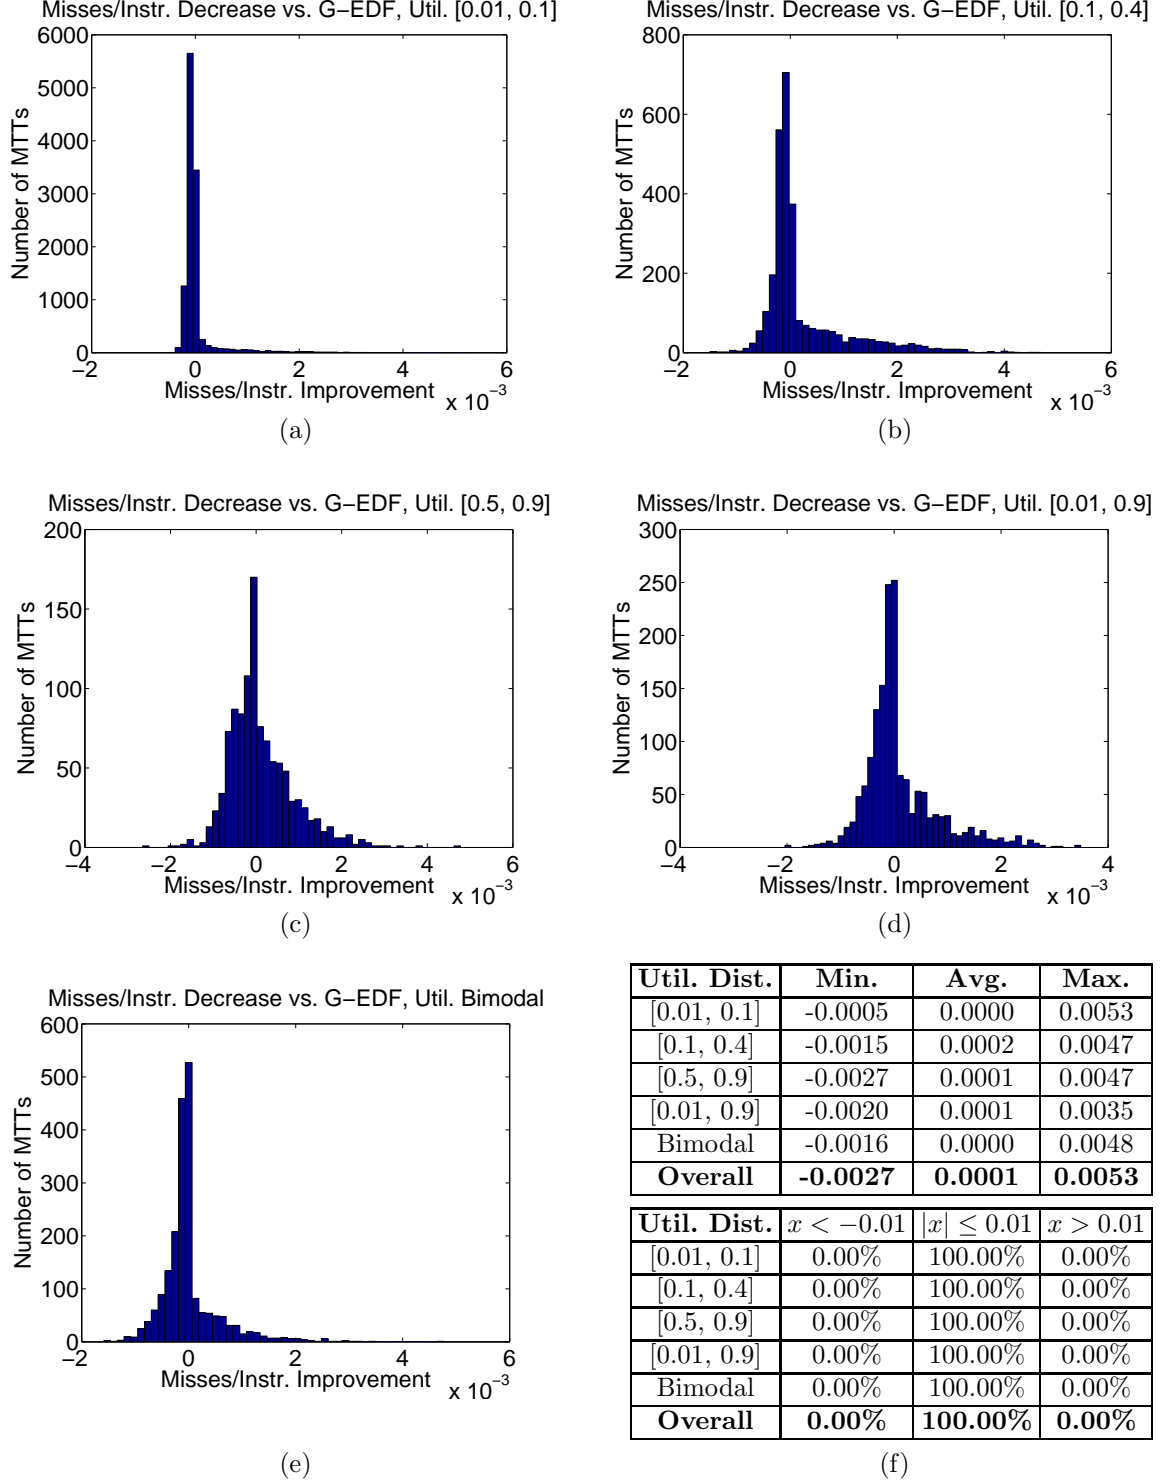 Misses/Instr. Decrease vs. G−EDF, Util. [0.01, 0.1]
6000
5000
4000
3000
2000
1000
0
Number of MTTs
−2 0 2 4 6
Misses/Instr. Improvement x 10−3
(a)
Misses/Instr. Decrease vs. G−EDF, Util. [0.1, 0.4]
800
600
400
200
0
Number of MTTs
−2 0 2 4 6
Misses/Instr. Improvement x 10−3
(b)
Misses/Instr. Decrease vs. G−EDF, Util. [0.5, 0.9]
200
150
100
50
0
Number of MTTs
−4 −2 0 2 4 6
Misses/Instr. Improvement x 10−3
(c)
Misses/Instr. Decrease vs. G−EDF, Util. [0.01, 0.9]
300
250
200
150
100
50
0
Number of MTTs
−4 −2 0 2 4
Misses/Instr. Improvement x 10−3
(d)
Misses/Instr. Decrease vs. G−EDF, Util. Bimodal
600
500
400
300
200
100
0
Number of MTTs
−2 0 2 4 6
Misses/Instr. Improvement x 10−3
(e)
Util. Dist. Min. Avg. Max.
[0.01, 0.1] -0.0005 0.0000 0.0053
[0.1, 0.4] -0.0015 0.0002 0.0047
[0.5, 0.9] -0.0027 0.0001 0.0047
[0.01, 0.9] -0.0020 0.0001 0.0035
Bimodal -0.0016 0.0000 0.0048
Overall -0.0027 0.0001 0.0053
Util. Dist. x < −0.01 |x| ≤ 0.01 x > 0.01
[0.01, 0.1] 0.00% 100.00% 0.00%
[0.1, 0.4] 0.00% 100.00% 0.00%
[0.5, 0.9] 0.00% 100.00% 0.00%
[0.01, 0.9] 0.00% 100.00% 0.00%
Bimodal 0.00% 100.00% 0.00%
Overall 0.00% 100.00% 0.00%
(f)